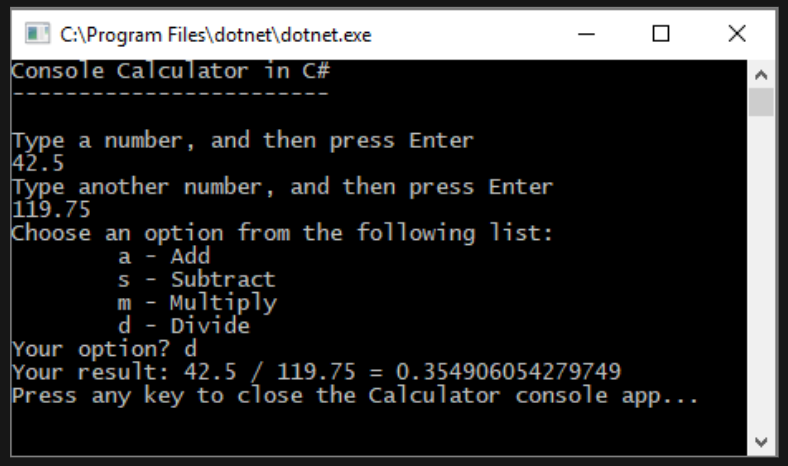 C:\Program Files\dotnet\dotnet.exe
Console Calculator in C#
------------------------
Type a number, and then press Enter
42.5
Type another number, and then press Enter
119.75
Choose an option from the following list:
a - Add
s - Subtract
m - Multiply
d - Divide
Your option? d
Your result: 42.5 / 119.75 = 0.354906054279749
Press any key to close the Calculator console app...